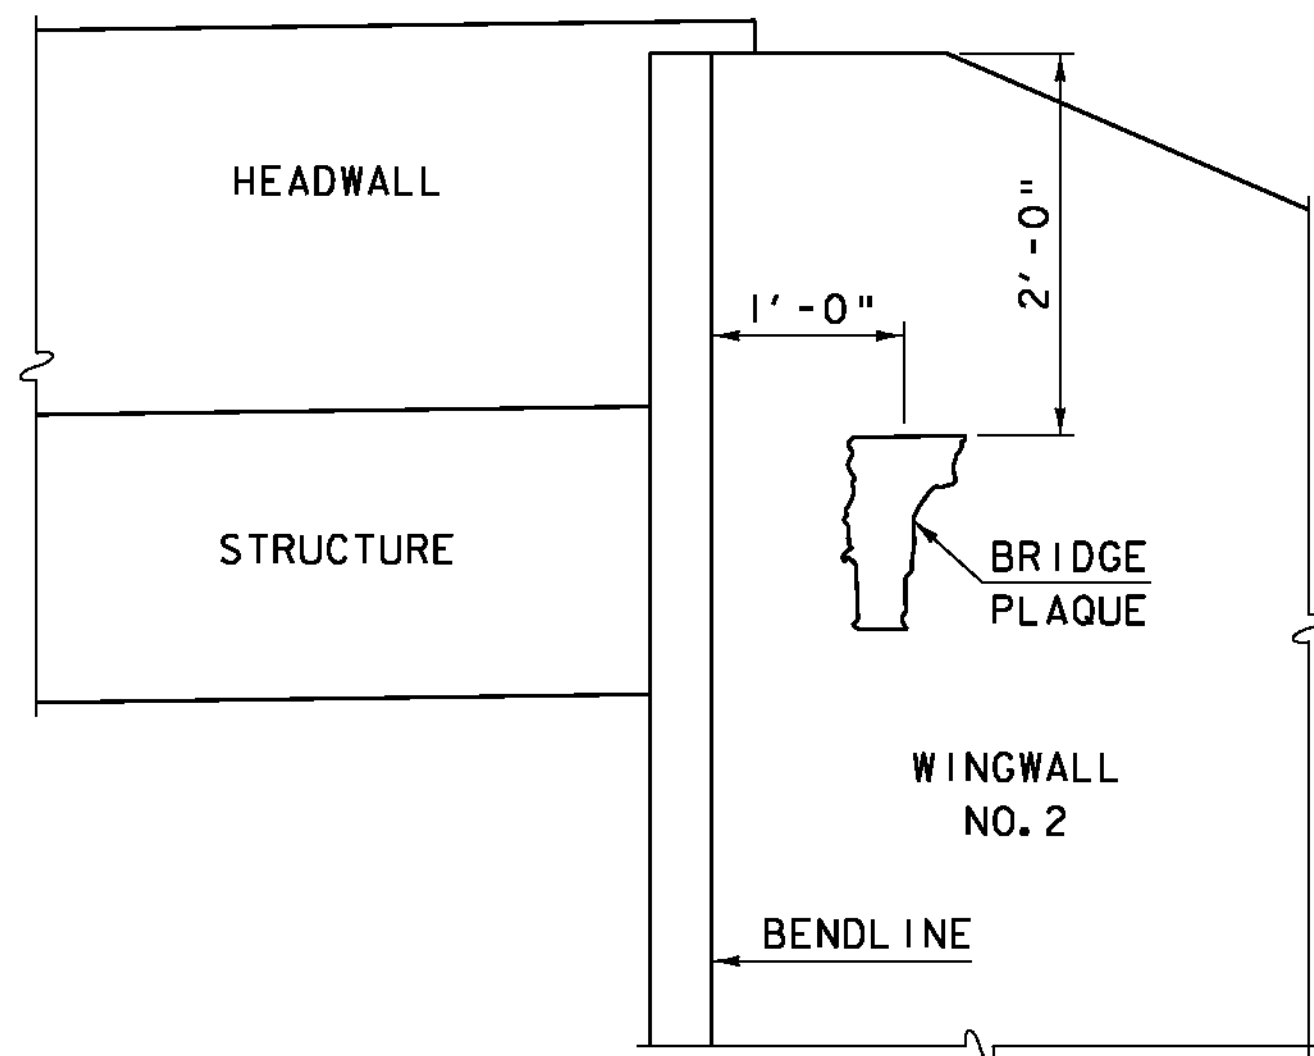 HEADWALL
2'-0"
1'-0"
STRUCTURE
BRIDGE
PLAQUE
WINGWALL
NO. 2
BENDLINE